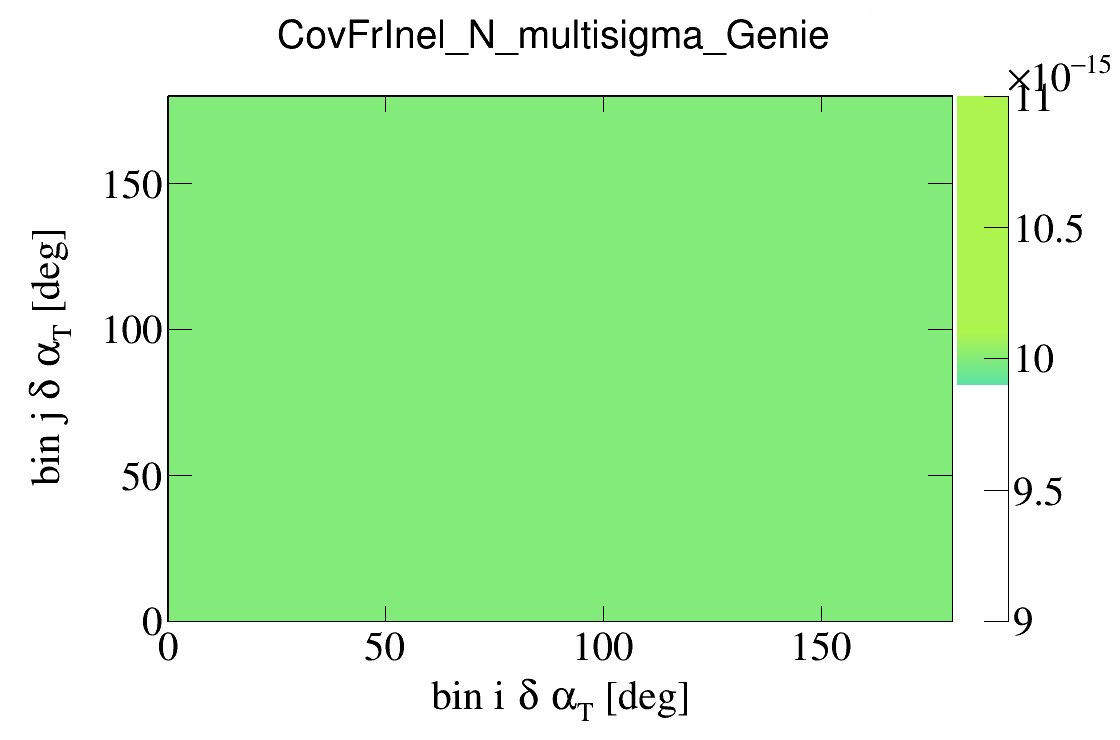 CovFrInel_N_multisigma_Genie
×10⁻¹⁵
11
10.5
10
9.5
9
150
100
50
0
bin j δ α_T [deg]
0 50 100 150
bin i δ α_T [deg]